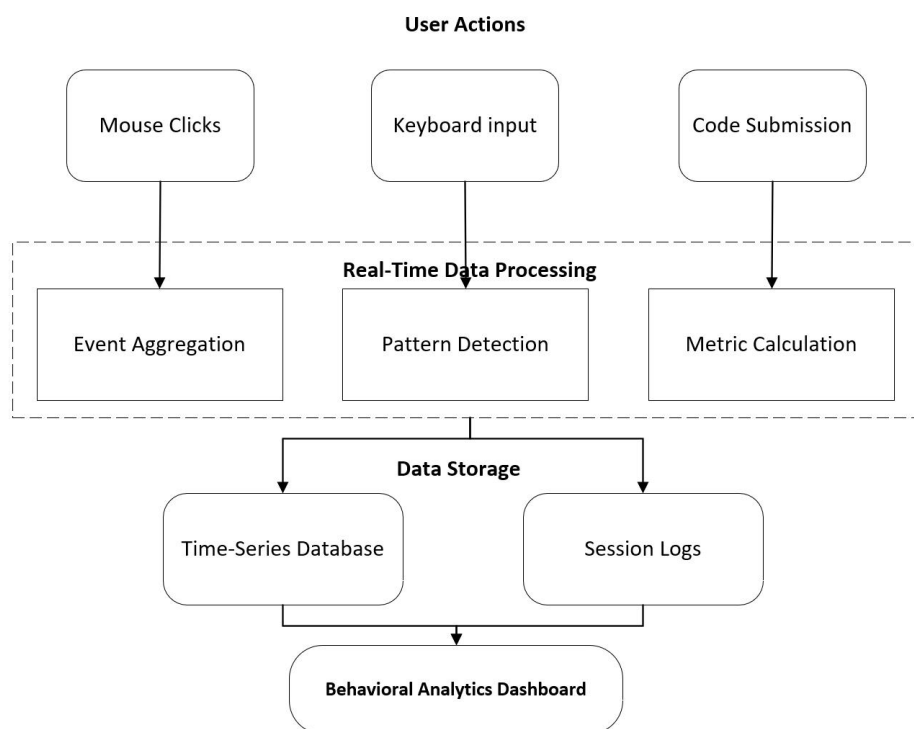 User Actions
Mouse Clicks
Keyboard input
Code Submission
Real-Time Data Processing
Event Aggregation
Pattern Detection
Metric Calculation
Data Storage
Time-Series Database
Session Logs
Behavioral Analytics Dashboard